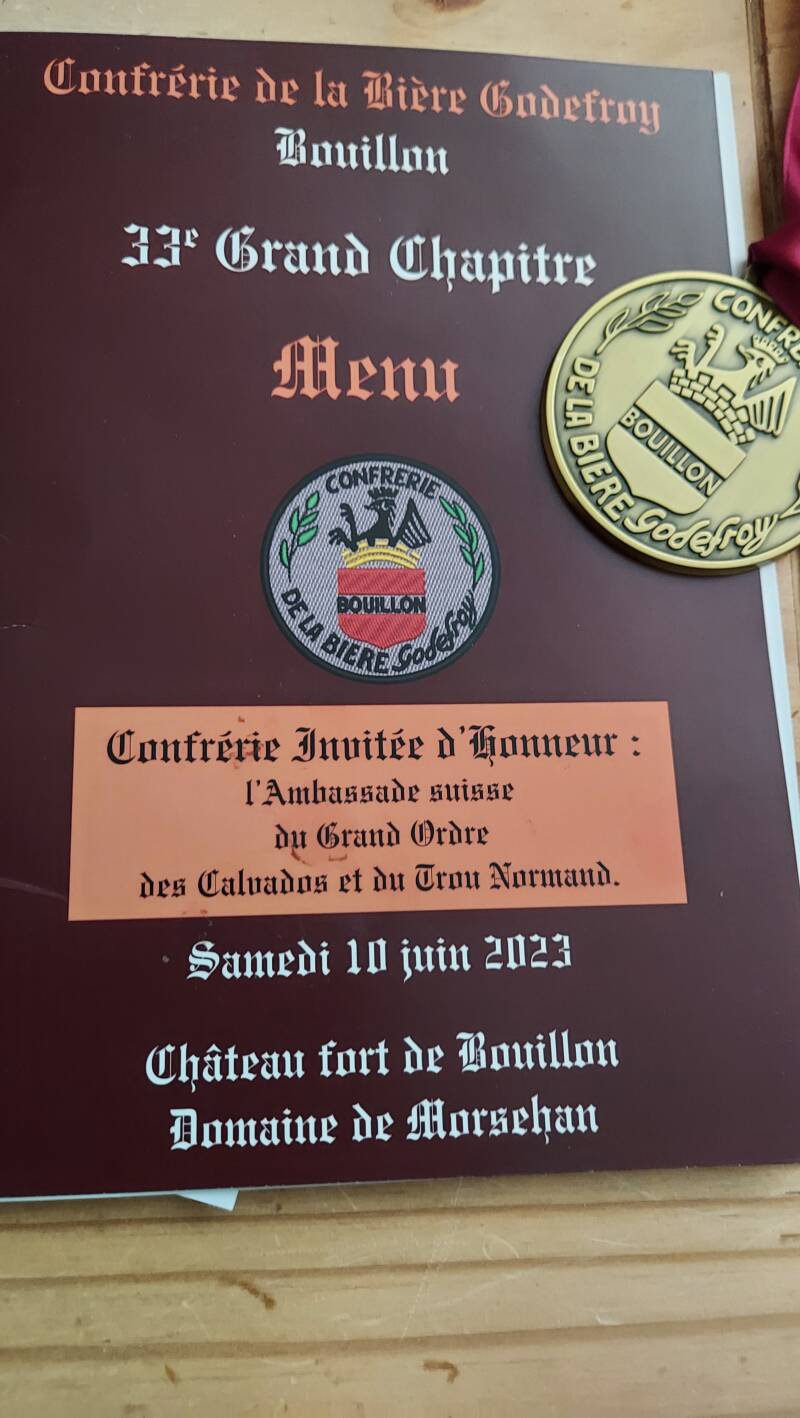 Confrérie de la Bière Godefroy
Bouillon
33e Grand Chapitre
Menu
CONFRERIE
BOUILLON
DE LA BIERE Godefroy
Confrérie Invitée d'Honneur :
l'Ambassade suisse
du Grand Ordre
des Calvados et du Trou Normand.
Samedi 10 juin 2023
Château fort de Bouillon
Domaine de Morsehan
CONFRE
BOUILLON
DE LA BIERE Godefroy